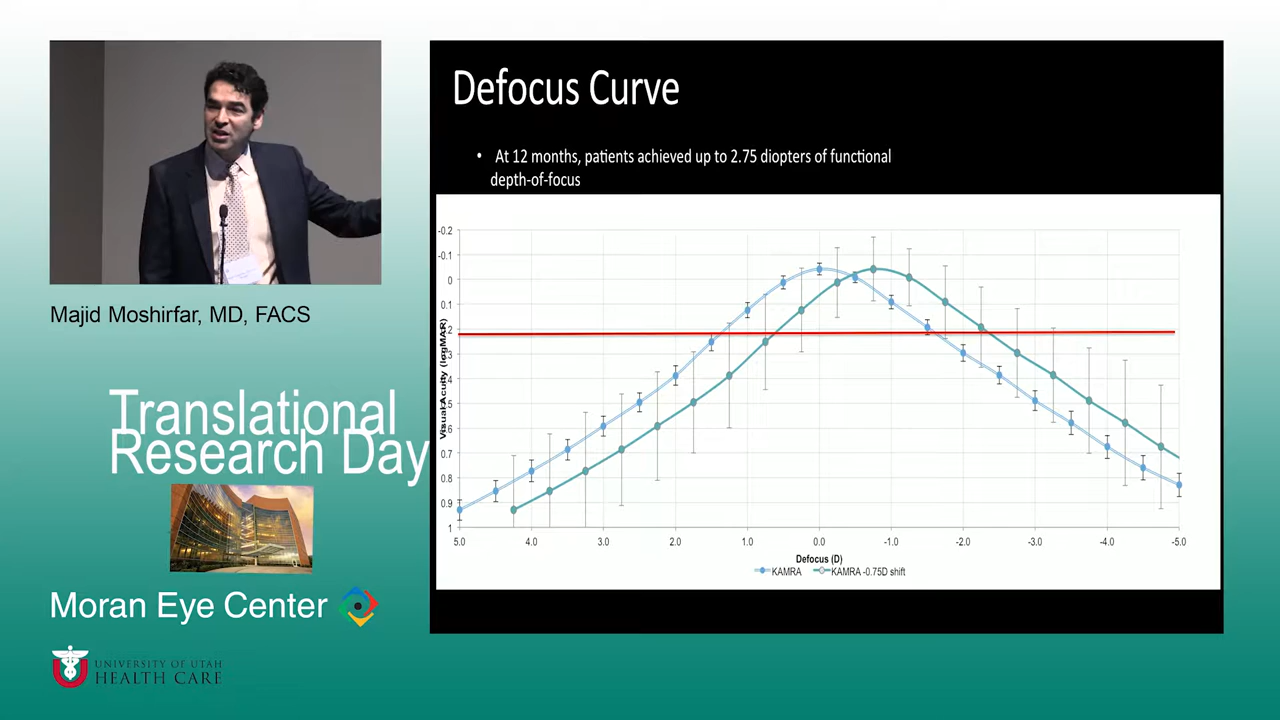 Defocus Curve
• At 12 months, patients achieved up to 2.75 diopters of functional
depth-of-focus
-0.2
-0.1
0
0.1
0.2
0.3
0.4
0.5
0.6
0.7
0.8
0.9
1
Visual Acuity (logMAR)
5.0 4.0 3.0 2.0 1.0 0.0 -1.0 -2.0 -3.0 -4.0 -5.0
Defocus (D)
KAMRA KAMRA -0.75D shift
Majid Moshirfar, MD, FACS
Translational
Research Day
Moran Eye Center
U
UNIVERSITY OF UTAH
HEALTH CARE